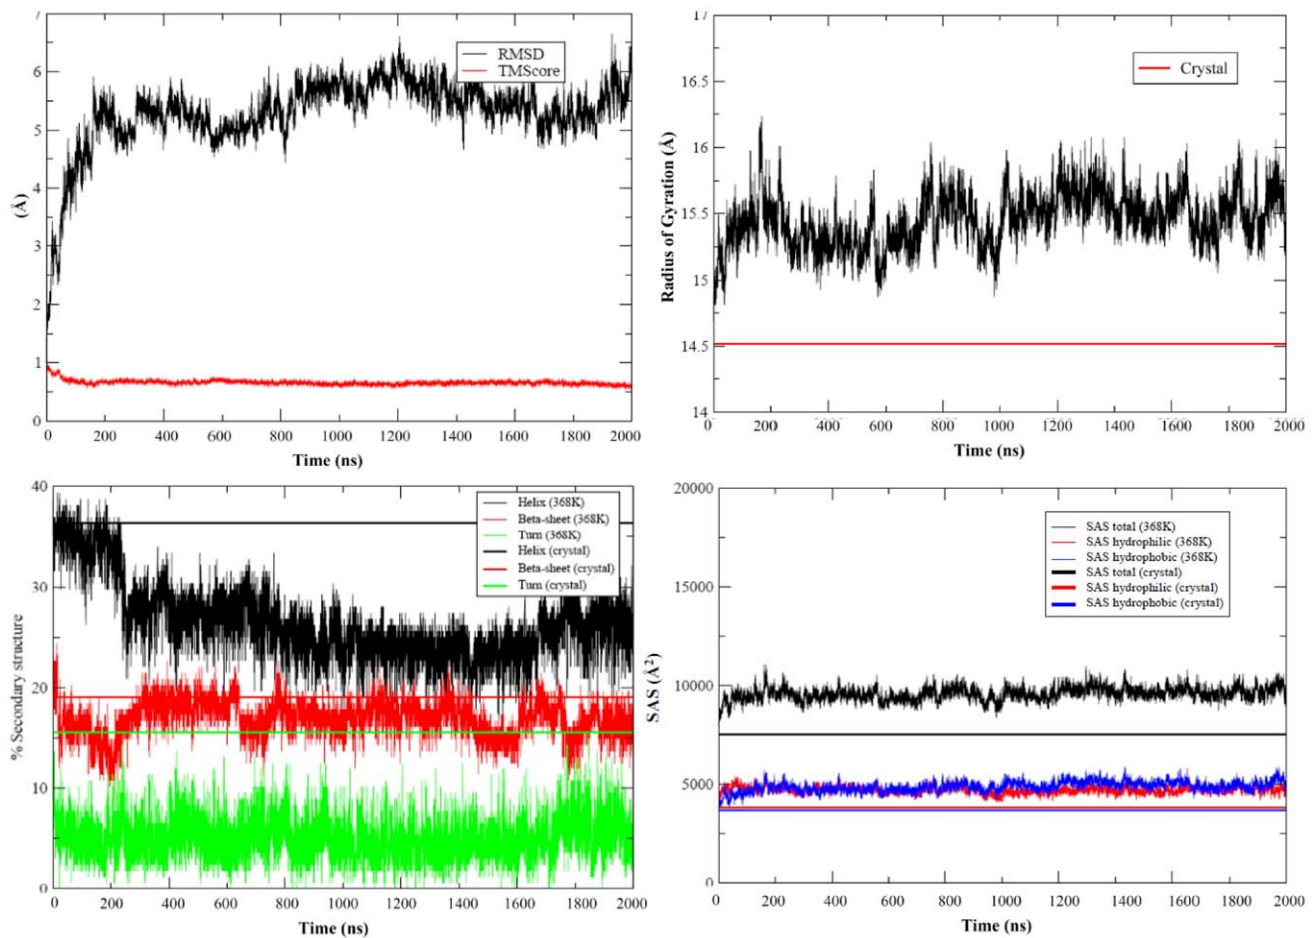 7
6
5
4
3
2
1
0
(Å)
RMSD
TMScore
0 200 400 600 800 1000 1200 1400 1600 1800 2000
Time (ns)
17
16.5
16
15.5
15
14.5
14
Radius of Gyration (Å)
Crystal
0 200 400 600 800 1000 1200 1400 1600 1800 2000
Time (ns)
40
30
20
10
0
% Secondary structure
Helix (368K)
Beta-sheet (368K)
Turn (368K)
Helix (crystal)
Beta-sheet (crystal)
Turn (crystal)
0 200 400 600 800 1000 1200 1400 1600 1800 2000
Time (ns)
20000
15000
10000
5000
0
SAS (Å²)
SAS total (368K)
SAS hydrophilic (368K)
SAS hydrophobic (368K)
SAS total (crystal)
SAS hydrophilic (crystal)
SAS hydrophobic (crystal)
0 200 400 600 800 1000 1200 1400 1600 1800 2000
Time (ns)